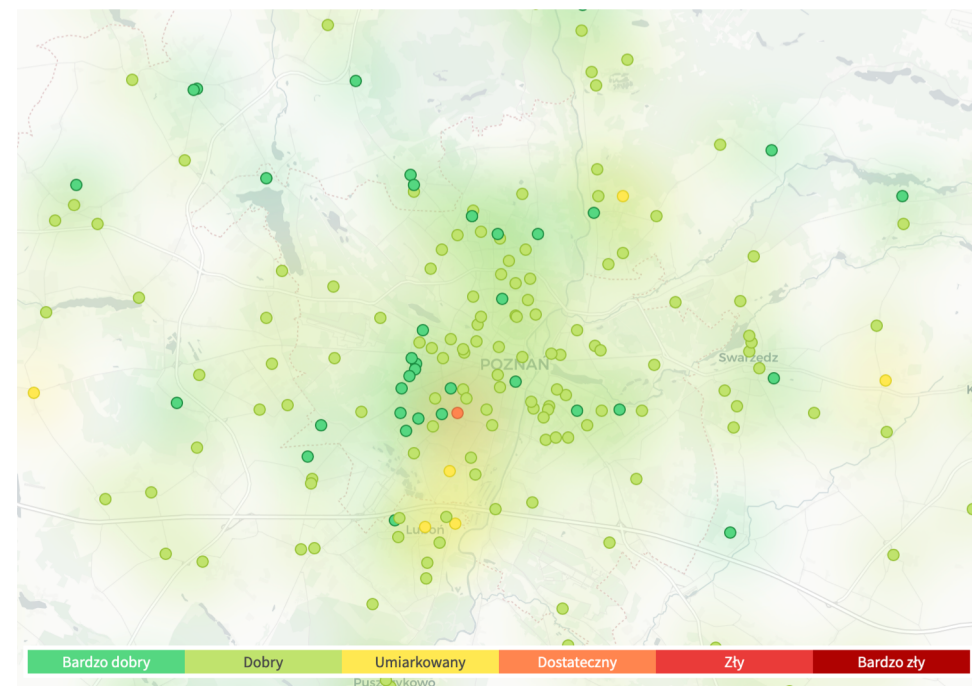 POZNAŃ
Swarzędz
Luboń
Bardzo dobry
Dobry
Umiarkowany
Dostateczny
Zły
Bardzo zły